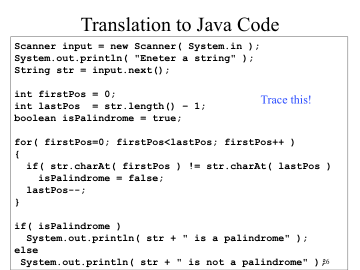 Translation to Java Code
Scanner input = new Scanner( System.in );
System.out.println( "Eneter a string" );
String str = input.next();
int firstPos = 0;
int lastPos = str.length() - 1;
Trace this!
boolean isPalindrome = true;
for( firstPos=0; firstPos<lastPos; firstPos++ )
{
if( str.charAt( firstPos ) != str.charAt( lastPos )
isPalindrome = false;
lastPos--;
}
if( isPalindrome )
System.out.println( str + " is a palindrome" );
else
System.out.println( str + " is not a palindrome" );